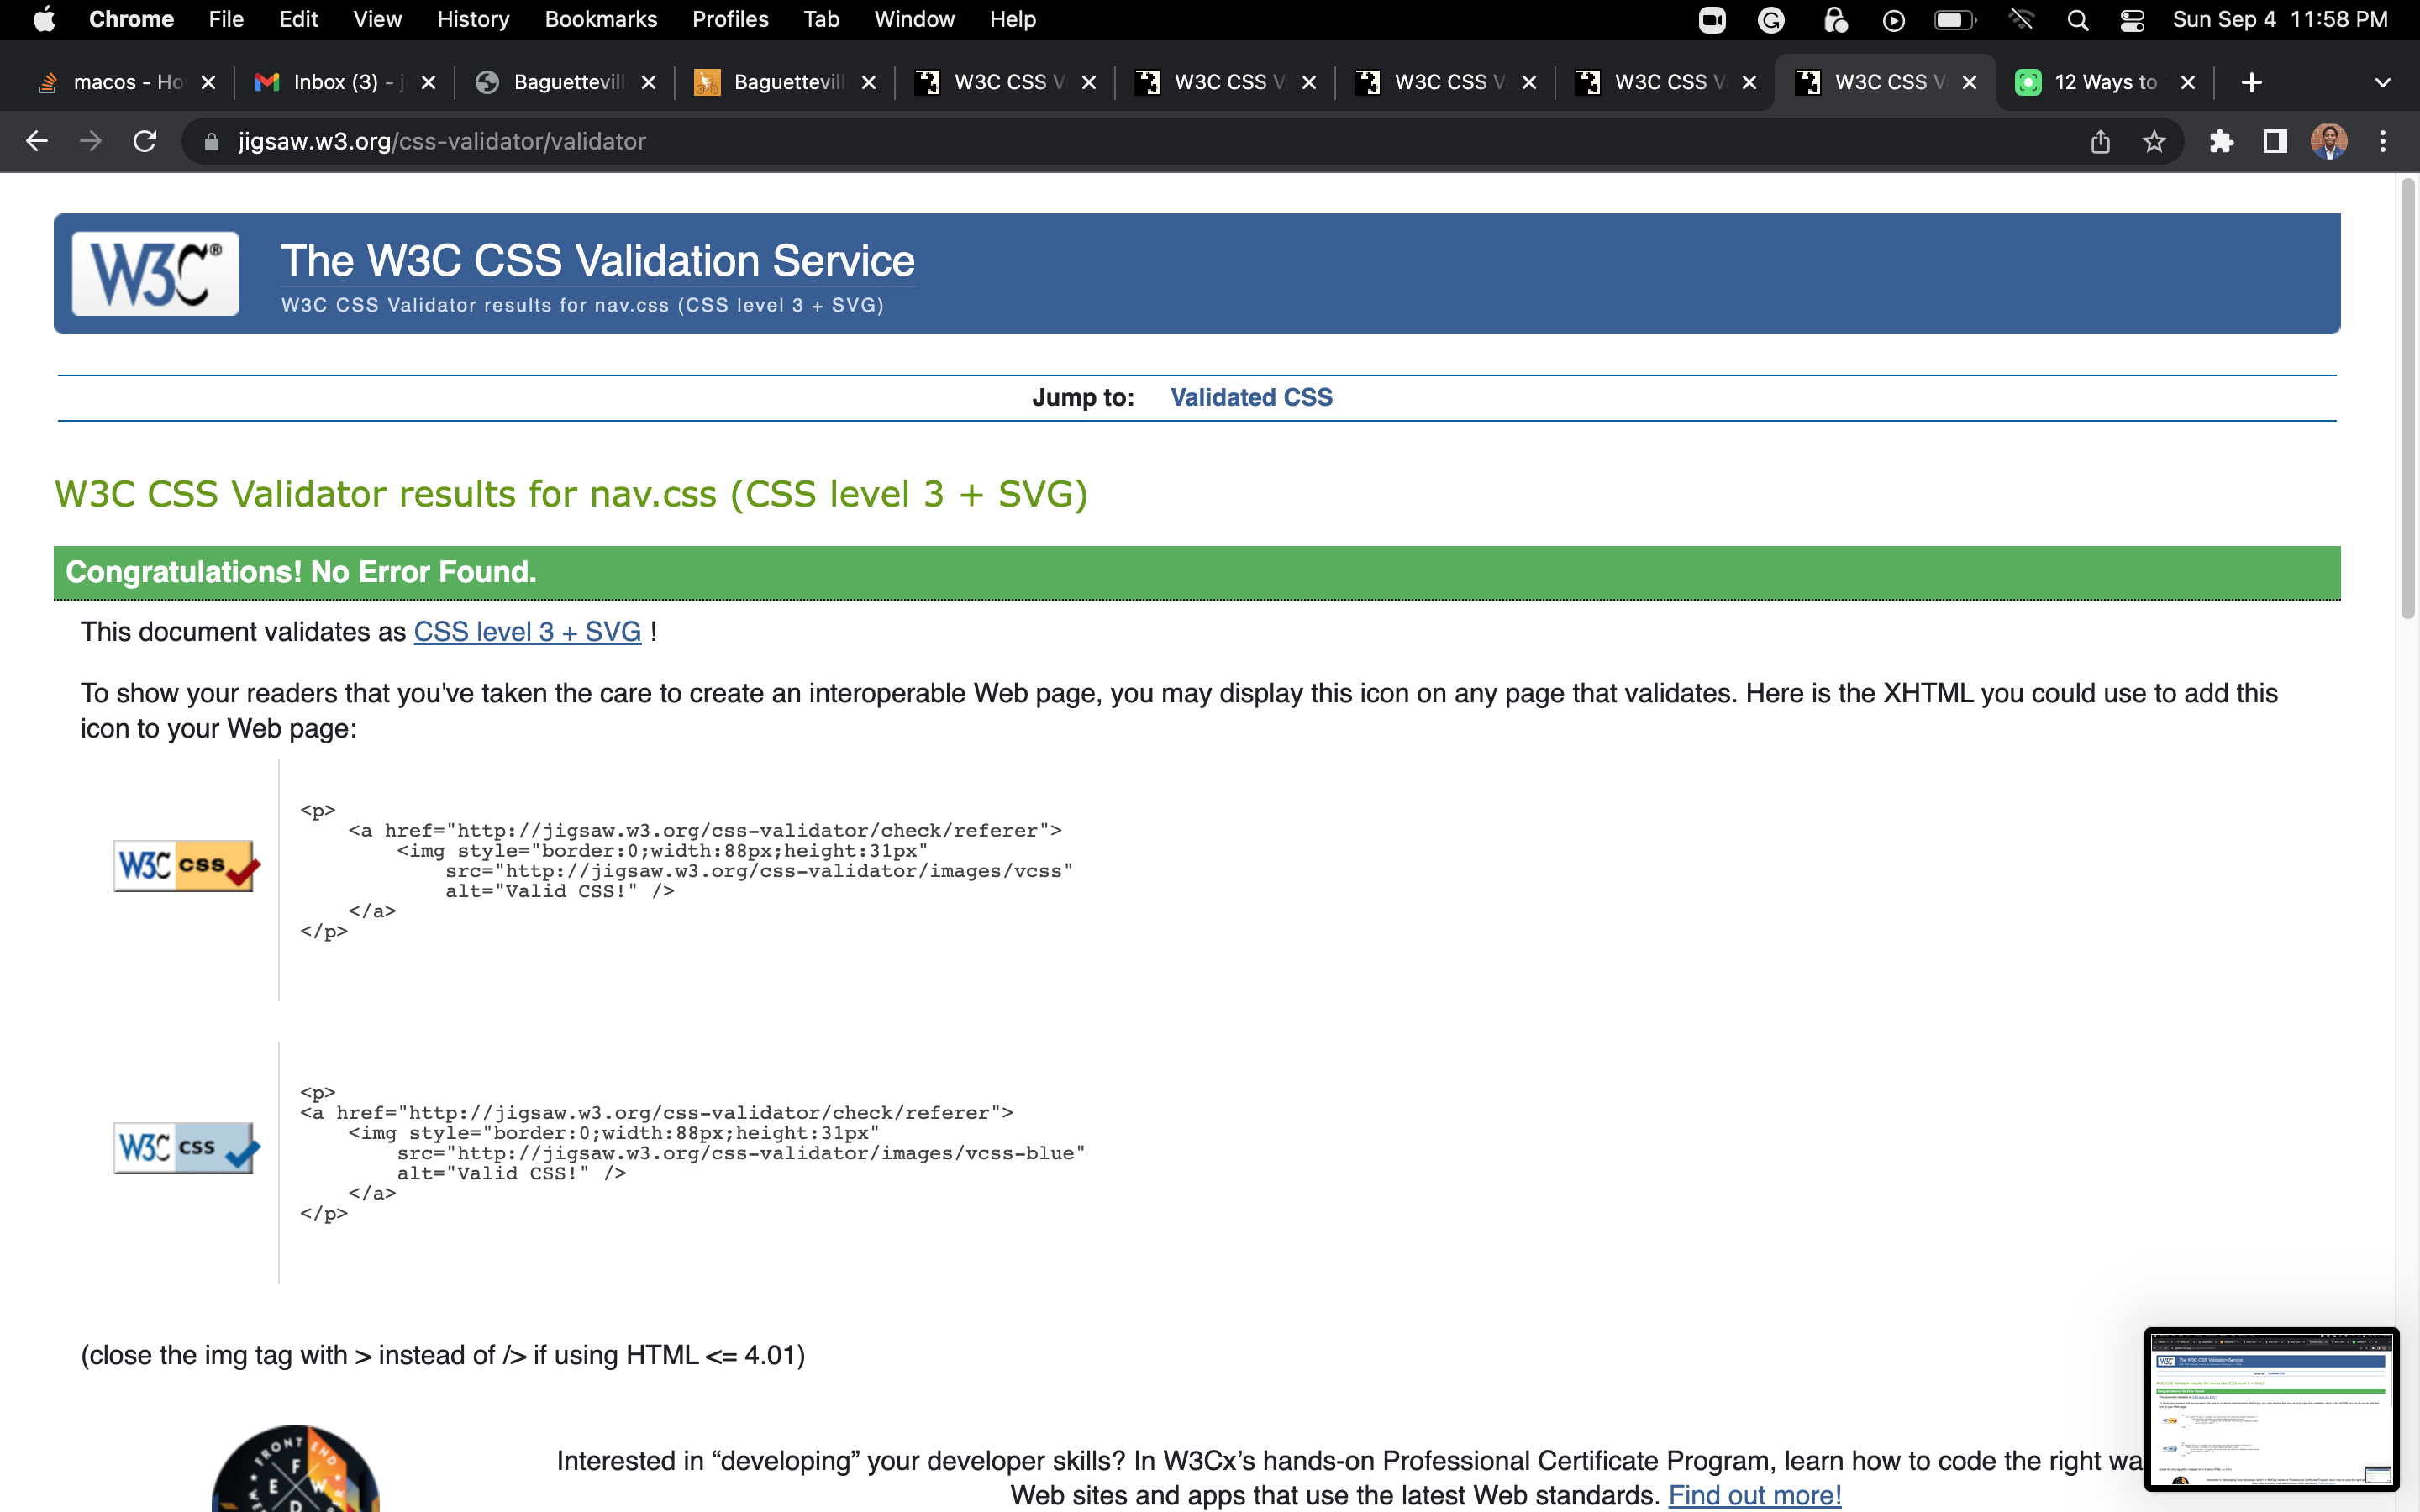 Chrome File Edit View History Bookmarks Profiles Tab Window Help Sun Sep 4 11:58 PM
macos - Ho Inbox (3) - Baguettevill Baguettevill W3C CSS V W3C CSS V W3C CSS V W3C CSS V W3C CSS V 12 Ways to
jigsaw.w3.org/css-validator/validator
W3C®
The W3C CSS Validation Service
W3C CSS Validator results for nav.css (CSS level 3 + SVG)
Jump to: Validated CSS
W3C CSS Validator results for nav.css (CSS level 3 + SVG)
Congratulations! No Error Found.
This document validates as CSS level 3 + SVG !
To show your readers that you've taken the care to create an interoperable Web page, you may display this icon on any page that validates. Here is the XHTML you could use to add this
icon to your Web page:
W3C css
<p>
<a href="http://jigsaw.w3.org/css-validator/check/referer">
<img style="border:0;width:88px;height:31px"
src="http://jigsaw.w3.org/css-validator/images/vcss"
alt="Valid CSS!" />
</a>
</p>
W3C css
<p>
<a href="http://jigsaw.w3.org/css-validator/check/referer">
<img style="border:0;width:88px;height:31px"
src="http://jigsaw.w3.org/css-validator/images/vcss-blue"
alt="Valid CSS!" />
</a>
</p>
(close the img tag with > instead of /> if using HTML <= 4.01)
FRONT END
F E W D
Interested in “developing” your developer skills? In W3Cx’s hands-on Professional Certificate Program, learn how to code the right wa
Web sites and apps that use the latest Web standards. Find out more!